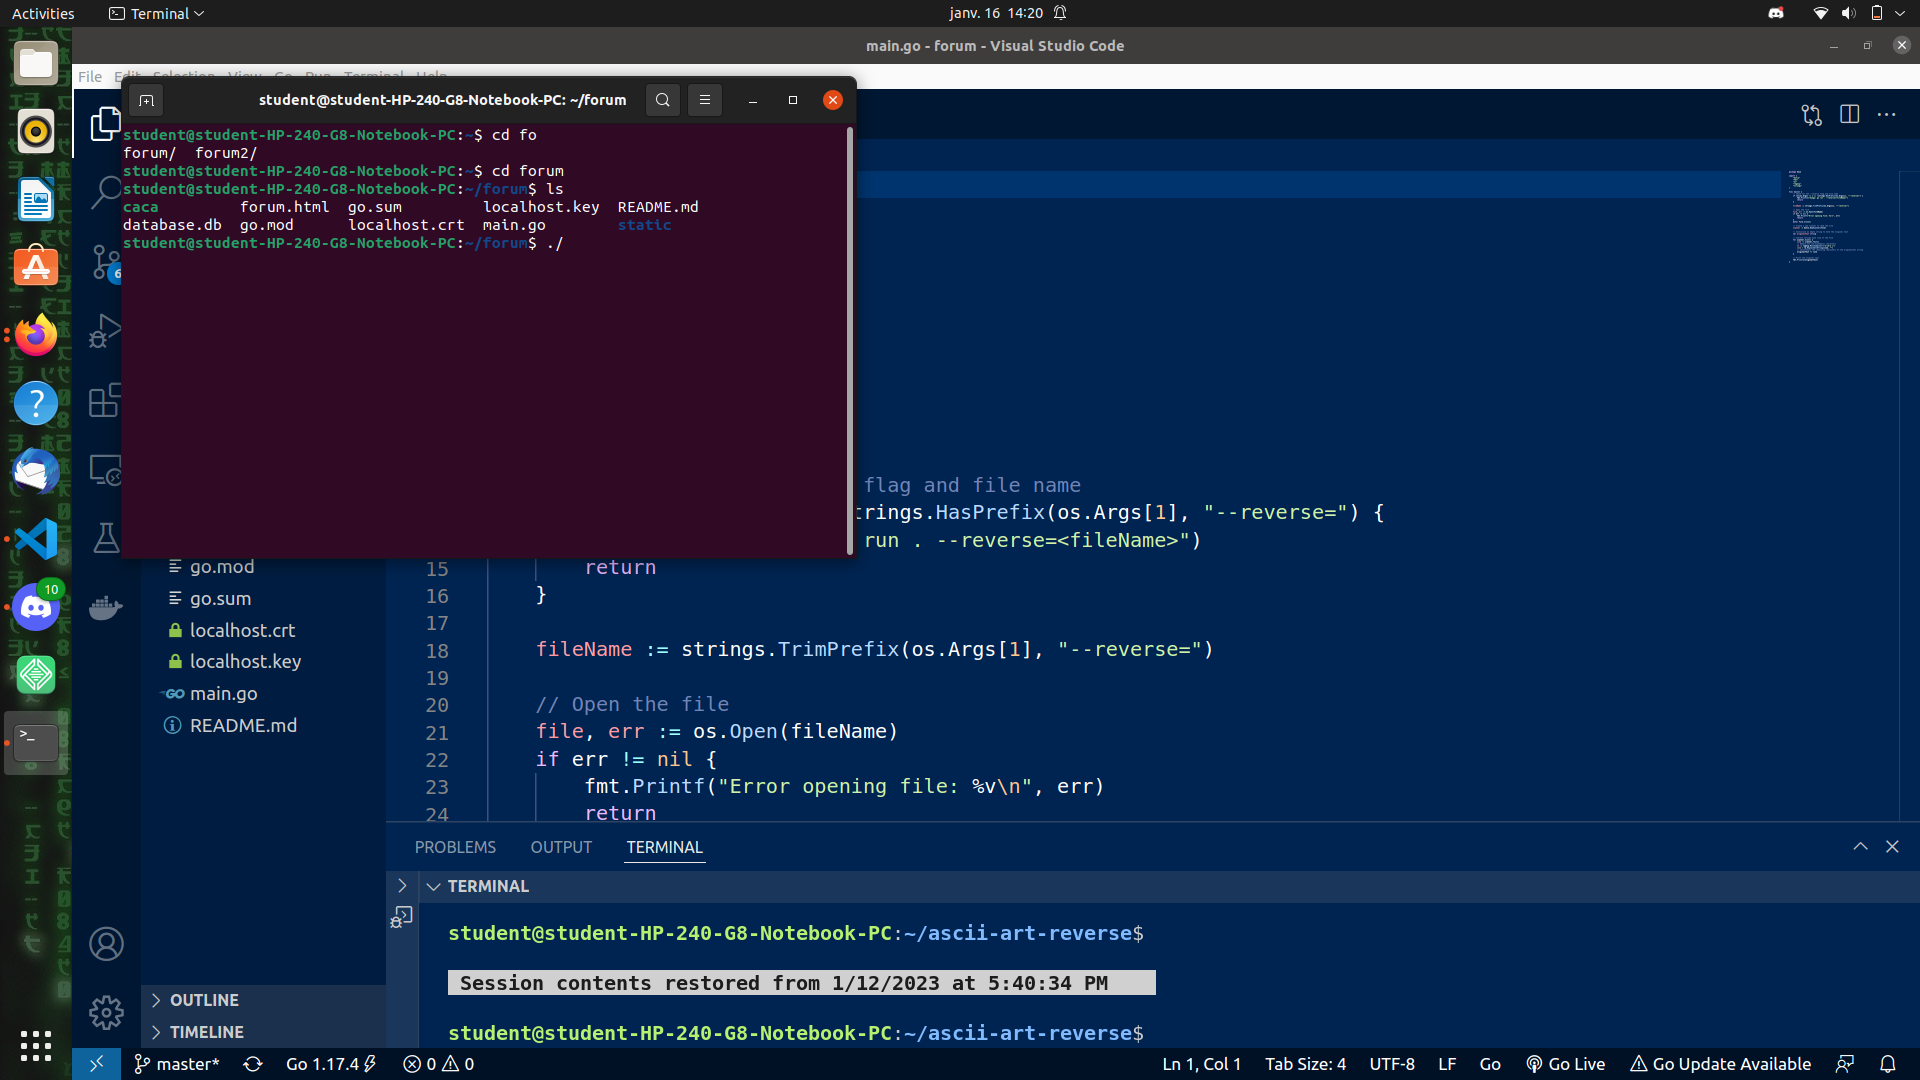 Activities
Terminal
janv. 16 14:20
main.go - forum - Visual Studio Code
File Edit Selection View Go Run Terminal Help
student@student-HP-240-G8-Notebook-PC: ~/forum
student@student-HP-240-G8-Notebook-PC:~$ cd fo
forum/ forum2/
student@student-HP-240-G8-Notebook-PC:~$ cd forum
student@student-HP-240-G8-Notebook-PC:~/forum$ ls
caca forum.html go.sum localhost.key README.md
database.db go.mod localhost.crt main.go static
student@student-HP-240-G8-Notebook-PC:~/forum$ ./
6
10
flag and file name
trings.HasPrefix(os.Args[1], "--reverse=") {
run . --reverse=<fileName>")
15 return
16 }
17
18 fileName := strings.TrimPrefix(os.Args[1], "--reverse=")
19
20 // Open the file
21 file, err := os.Open(fileName)
22 if err != nil {
23 fmt.Printf("Error opening file: %v\n", err)
24 return
go.mod
go.sum
localhost.crt
localhost.key
GO main.go
README.md
OUTLINE
TIMELINE
PROBLEMS OUTPUT TERMINAL
TERMINAL
student@student-HP-240-G8-Notebook-PC:~/ascii-art-reverse$
Session contents restored from 1/12/2023 at 5:40:34 PM
student@student-HP-240-G8-Notebook-PC:~/ascii-art-reverse$
master* Go 1.17.4 0 0 Ln 1, Col 1 Tab Size: 4 UTF-8 LF Go Go Live Go Update Available